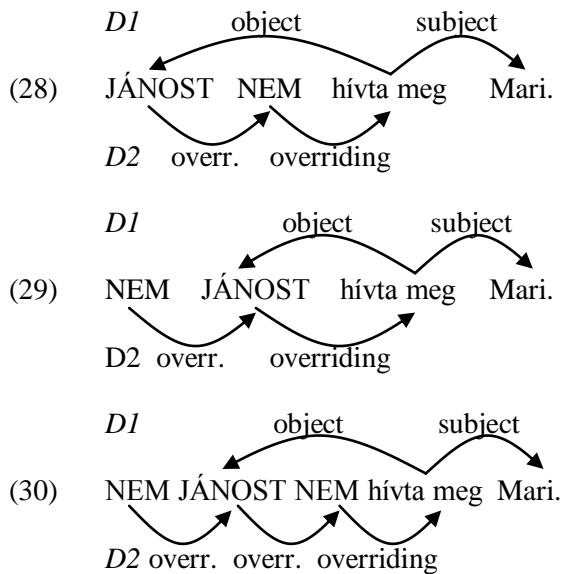 D1 object subject
(28) JÁNOST NEM hívta meg Mari.
D2 overr. overriding
D1 object subject
(29) NEM JÁNOST hívta meg Mari.
D2 overr. overriding
D1 object subject
(30) NEM JÁNOST NEM hívta meg Mari.
D2 overr. overr. overriding